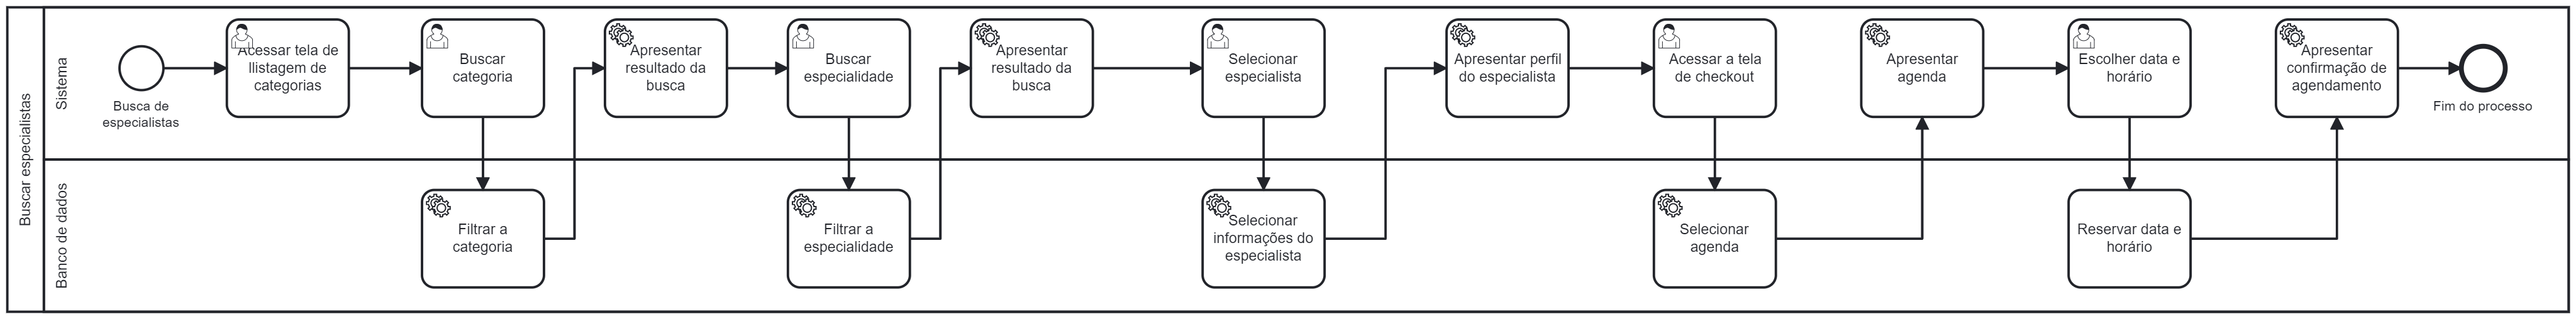 Buscar especialistas
Sistema
Busca de
especialistas
Acessar tela de
llistagem de
categorias
Buscar
categoria
Apresentar
resultado da
busca
Buscar
especialidade
Apresentar
resultado da
busca
Selecionar
especialista
Apresentar perfil
do especialista
Acessar a tela
de checkout
Apresentar
agenda
Escolher data e
horário
Apresentar
confirmação de
agendamento
Fim do processo
Banco de dados
Filtrar a
categoria
Filtrar a
especialidade
Selecionar
informações do
especialista
Selecionar
agenda
Reservar data e
horário